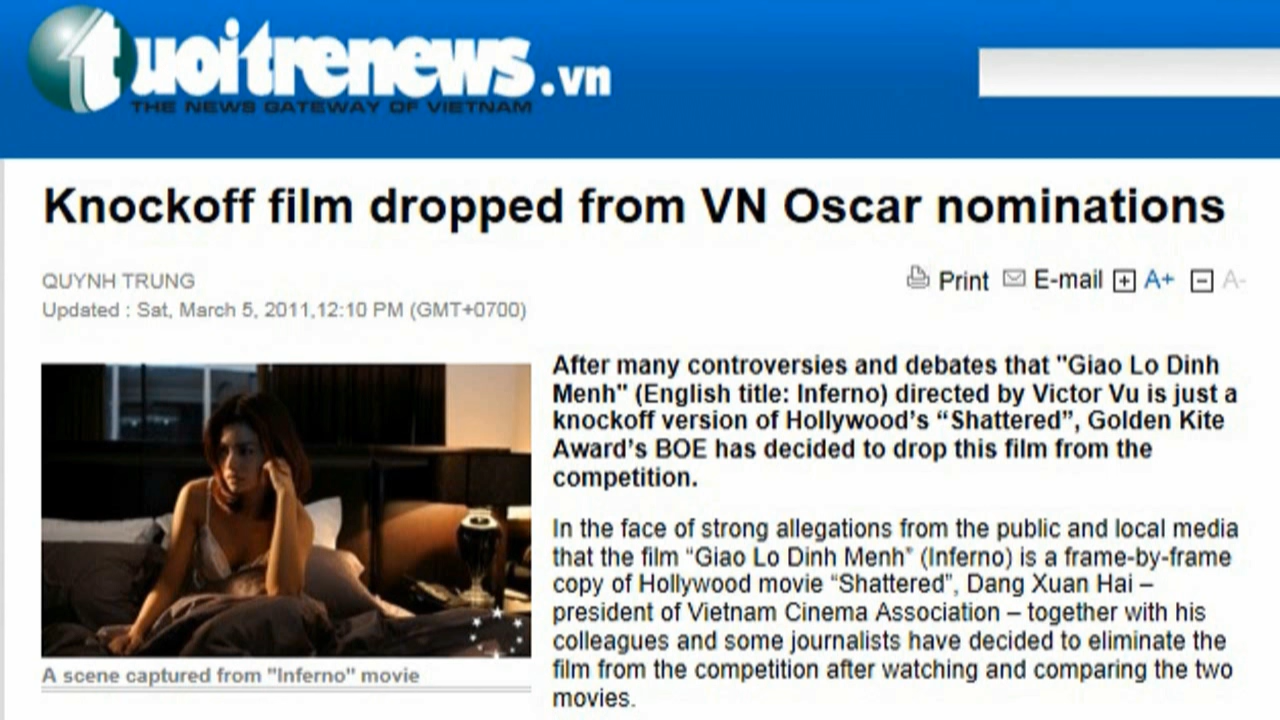 tuoitrenews.vn
THE NEWS GATEWAY OF VIETNAM
Knockoff film dropped from VN Oscar nominations
QUYNH TRUNG
Print E-mail A+ A-
Updated : Sat, March 5, 2011,12:10 PM (GMT+0700)
After many controversies and debates that "Giao Lo Dinh
Menh" (English title: Inferno) directed by Victor Vu is just a
knockoff version of Hollywood's “Shattered”, Golden Kite
Award's BOE has decided to drop this film from the
competition.
In the face of strong allegations from the public and local media
that the film “Giao Lo Dinh Menh” (Inferno) is a frame-by-frame
copy of Hollywood movie “Shattered”, Dang Xuan Hai –
president of Vietnam Cinema Association – together with his
colleagues and some journalists have decided to eliminate the
film from the competition after watching and comparing the two
movies.
A scene captured from "Inferno" movie